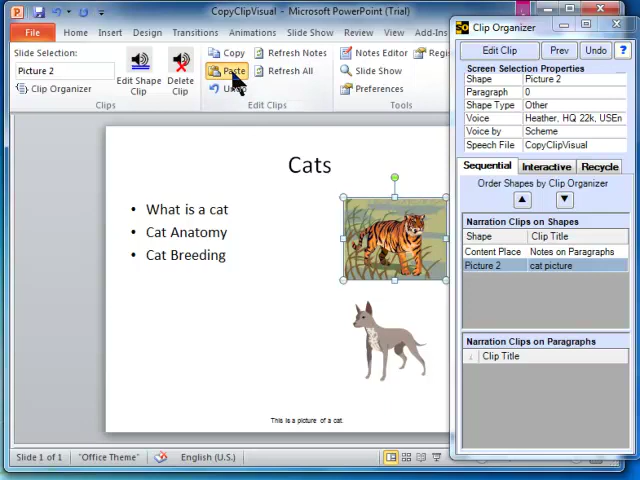 CopyClipVisual - Microsoft PowerPoint (Trial)
File Home Insert Design Transitions Animations Slide Show Review View Add-Ins
Slide Selection:
Picture 2
Clip Organizer
Edit Shape Clip
Delete Clip
Clips
Copy
Paste
Undo
Refresh Notes
Refresh All
Edit Clips
Notes Editor
Slide Show
Preferences
Tools
Cats
• What is a cat
• Cat Anatomy
• Cat Breeding
This is a picture of a cat.
Slide 1 of 1 "Office Theme" English (U.S.)
So Clip Organizer
Edit Clip Prev Undo ?
Screen Selection Properties
Shape Picture 2
Paragraph 0
Shape Type Other
Voice Heather, HQ 22k, USEn
Voice by Scheme
Speech File CopyClipVisual
Sequential Interactive Recycle
Order Shapes by Clip Organizer
Narration Clips on Shapes
Shape Clip Title
Content Place Notes on Paragraphs
Picture 2 cat picture
Narration Clips on Paragraphs
Clip Title